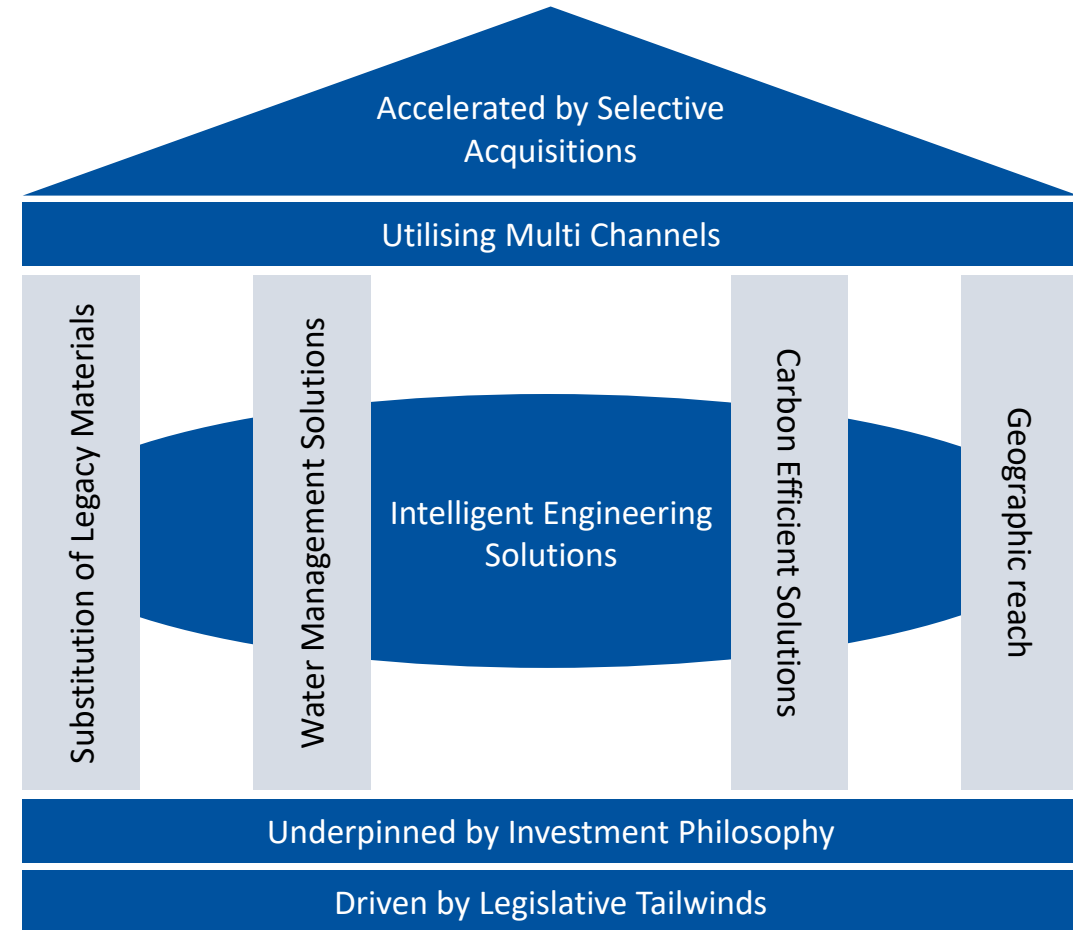 Accelerated by Selective
Acquisitions
Utilising Multi Channels
Substitution of Legacy Materials
Water Management Solutions
Intelligent Engineering
Solutions
Carbon Efficient Solutions
Geographic reach
Underpinned by Investment Philosophy
Driven by Legislative Tailwinds